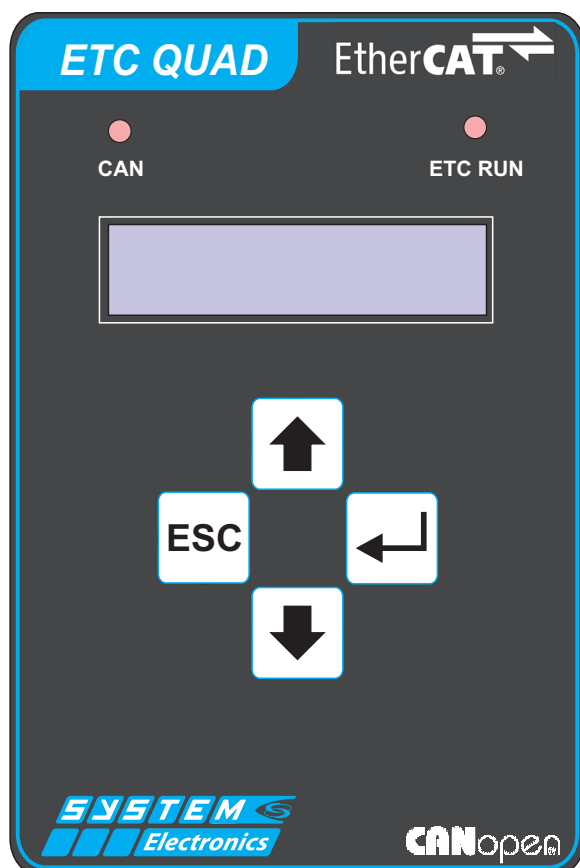 ETC QUAD
EtherCAT®
CAN
ETC RUN
ESC
SYSTEM S
Electronics
CANopen